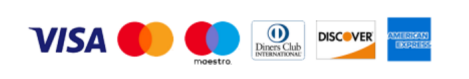 VISA
maestro.
Diners Club
INTERNATIONAL
DISCOVER
AMERICAN
EXPRESS